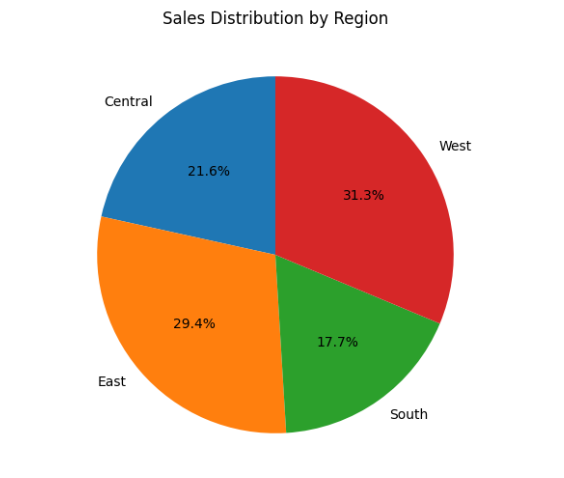 Sales Distribution by Region
Central
West
21.6%
31.3%
29.4%
17.7%
East
South